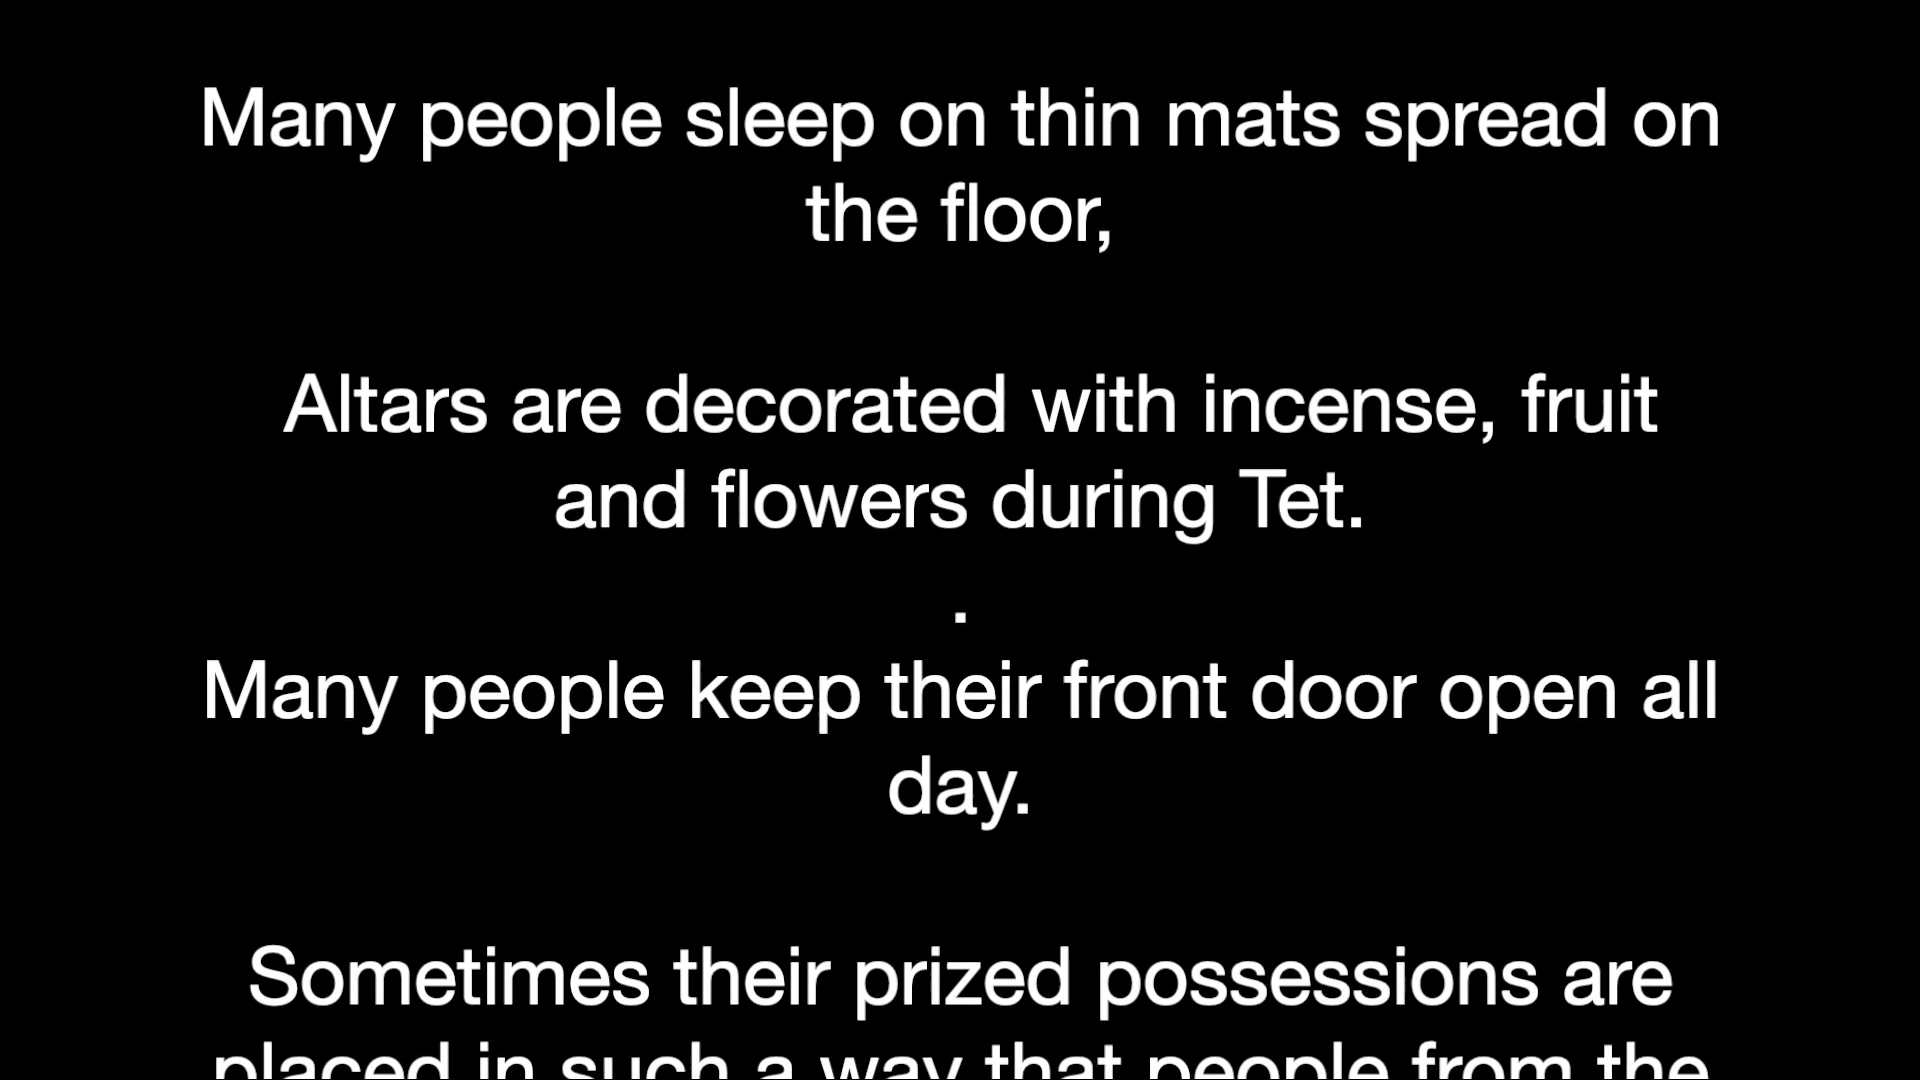 Many people sleep on thin mats spread on
the floor,
Altars are decorated with incense, fruit
and flowers during Tet.
.
Many people keep their front door open all
day.
Sometimes their prized possessions are
placed in such a way that people from the